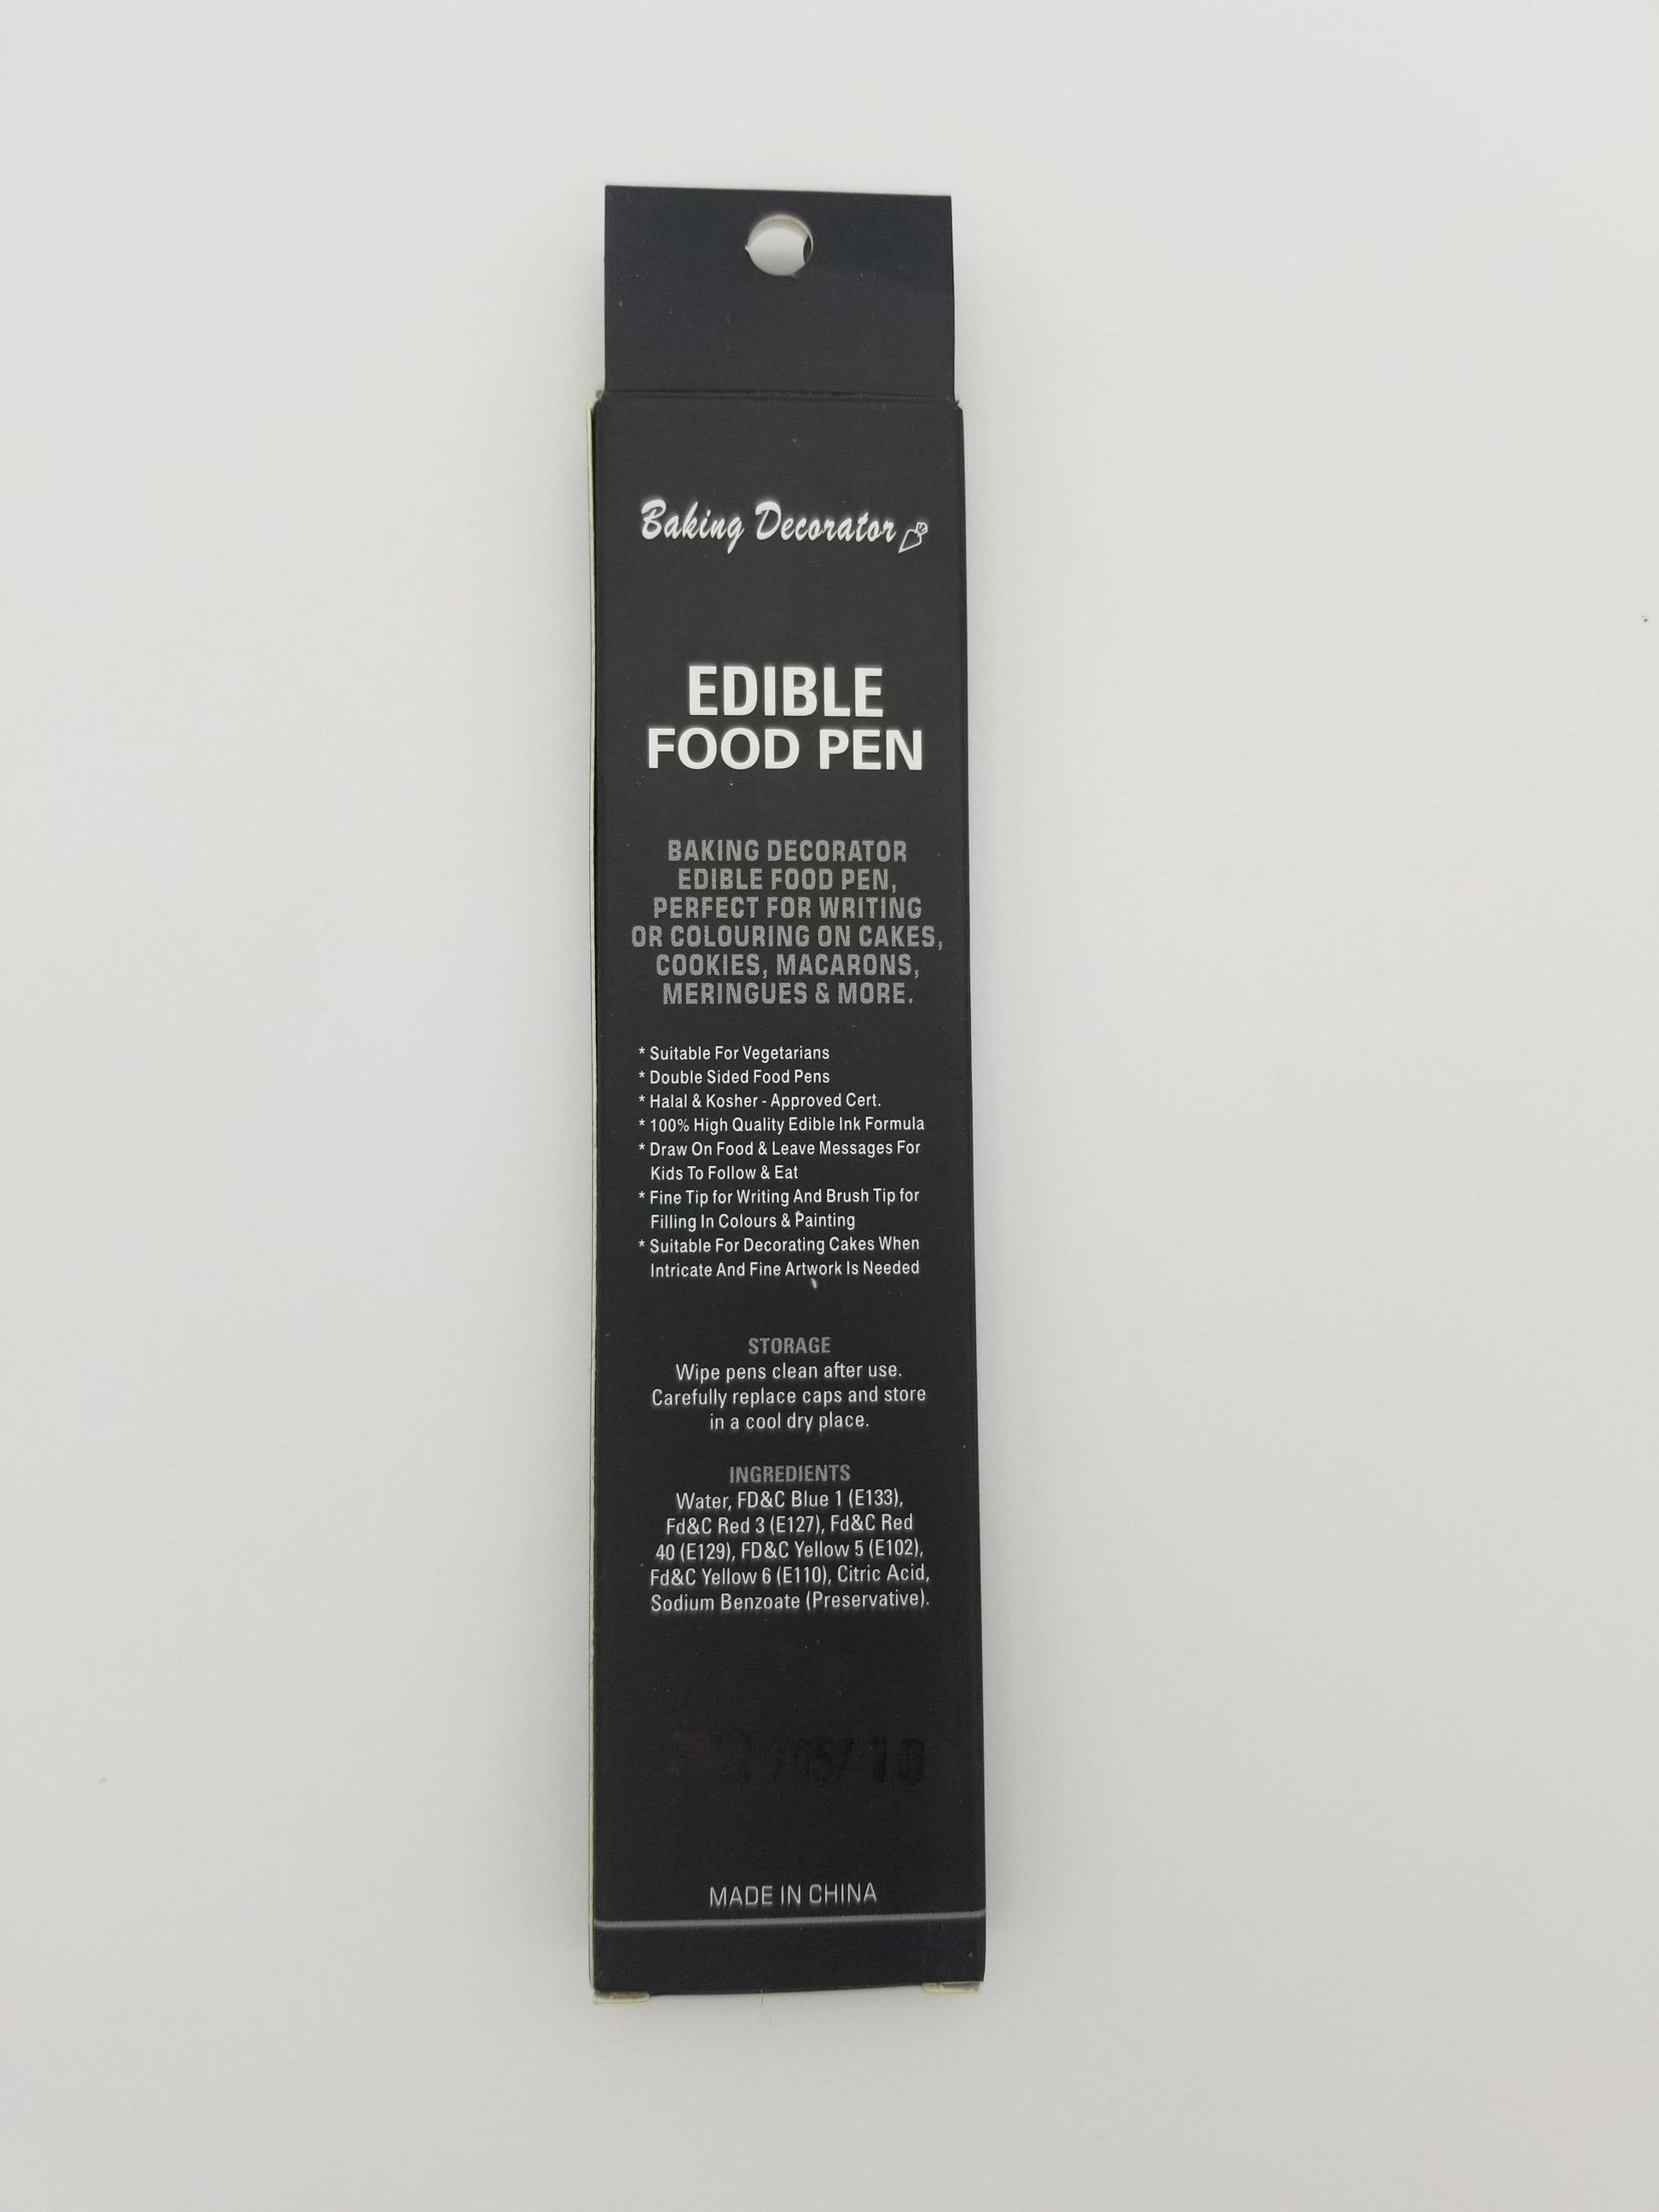 Baking Decorator
EDIBLE
FOOD PEN
BAKING DECORATOR
EDIBLE FOOD PEN,
PERFECT FOR WRITING
OR COLOURING ON CAKES,
COOKIES, MACARONS,
MERINGUES & MORE.
* Suitable For Vegetarians
* Double Sided Food Pens
* Halal & Kosher - Approved Cert.
* 100% High Quality Edible Ink Formula
* Draw On Food & Leave Messages For
Kids To Follow & Eat
* Fine Tip for Writing And Brush Tip for
Filling In Colours & Painting
* Suitable For Decorating Cakes When
Intricate And Fine Artwork Is Needed
STORAGE
Wipe pens clean after use.
Carefully replace caps and store
in a cool dry place.
INGREDIENTS
Water, FD&C Blue 1 (E133),
Fd&C Red 3 (E127), Fd&C Red
40 (E129), FD&C Yellow 5 (E102),
Fd&C Yellow 6 (E110), Citric Acid,
Sodium Benzoate (Preservative).
MADE IN CHINA